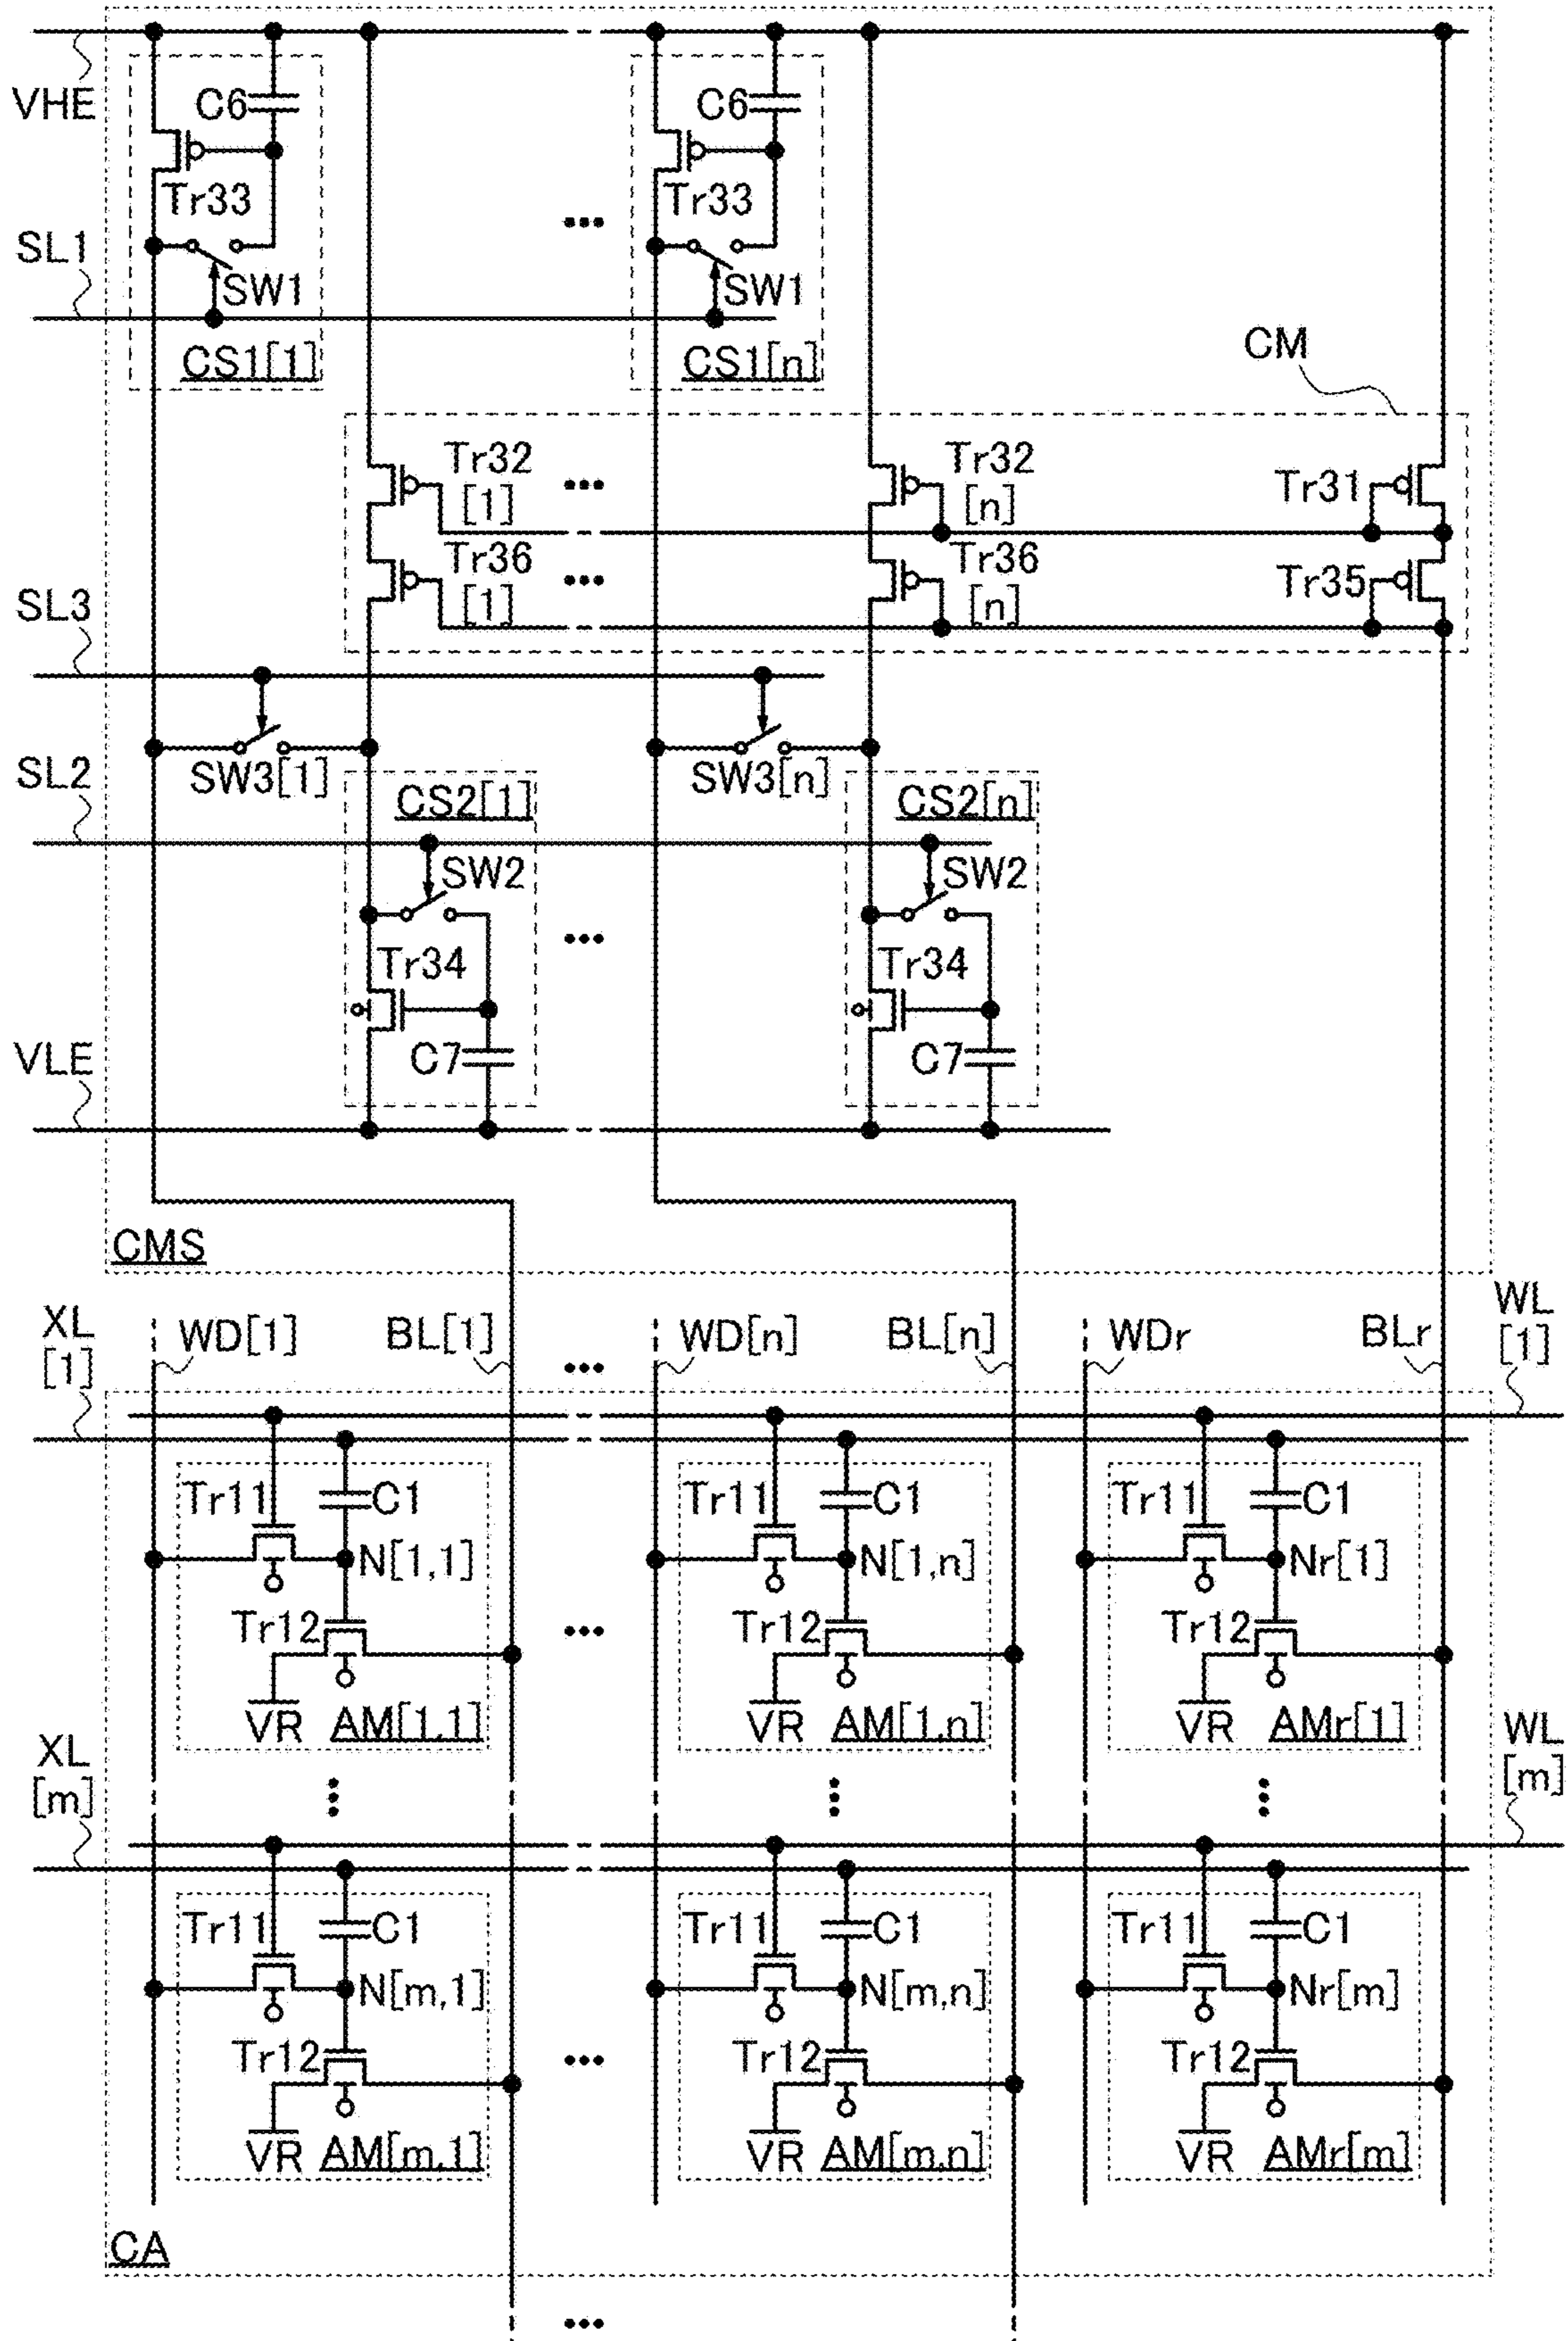 VHE
C6
C6
Tr33
Tr33
SL1
SW1
SW1
CS1[1]
CS1[n]
CM
Tr32
[1]
Tr32
[n]
Tr31
Tr36
[1]
Tr36
[n]
Tr35
SL3
SW3[1]
SW3[n]
SL2
CS2[1]
CS2[n]
SW2
SW2
Tr34
Tr34
VLE
C7
C7
CMS
XL
[1]
WD[1]
BL[1]
WD[n]
BL[n]
WDr
BLr
WL
[1]
Tr11
C1
Tr11
C1
Tr11
C1
N[1,1]
N[1,n]
Nr[1]
Tr12
Tr12
Tr12
VR
AM[1,1]
VR
AM[1,n]
VR
AMr[1]
XL
[m]
WL
[m]
Tr11
C1
Tr11
C1
Tr11
C1
N[m,1]
N[m,n]
Nr[m]
Tr12
Tr12
Tr12
VR
AM[m,1]
VR
AM[m,n]
VR
AMr[m]
CA